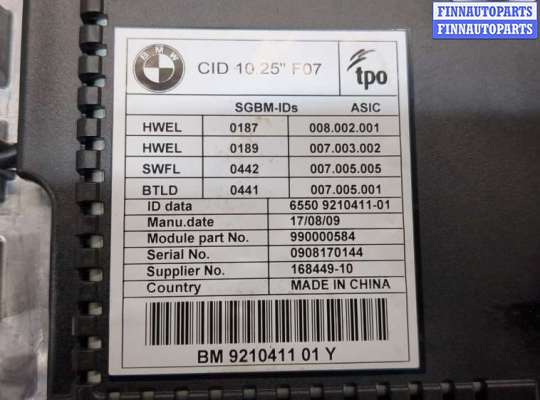 FINNAUTOPARTS
FINNAUTOPARTS
BMW
CID 10.25" F07
tpo
SGBM-IDs ASIC
HWEL 0187 008.002.001
HWEL 0189 007.003.002
SWFL 0442 007.005.005
BTLD 0441 007.005.001
ID data 6550 9210411-01
Manu.date 17/08/09
Module part No. 990000584
Serial No. 0908170144
Supplier No. 168449-10
Country MADE IN CHINA
BM 9210411 01 Y